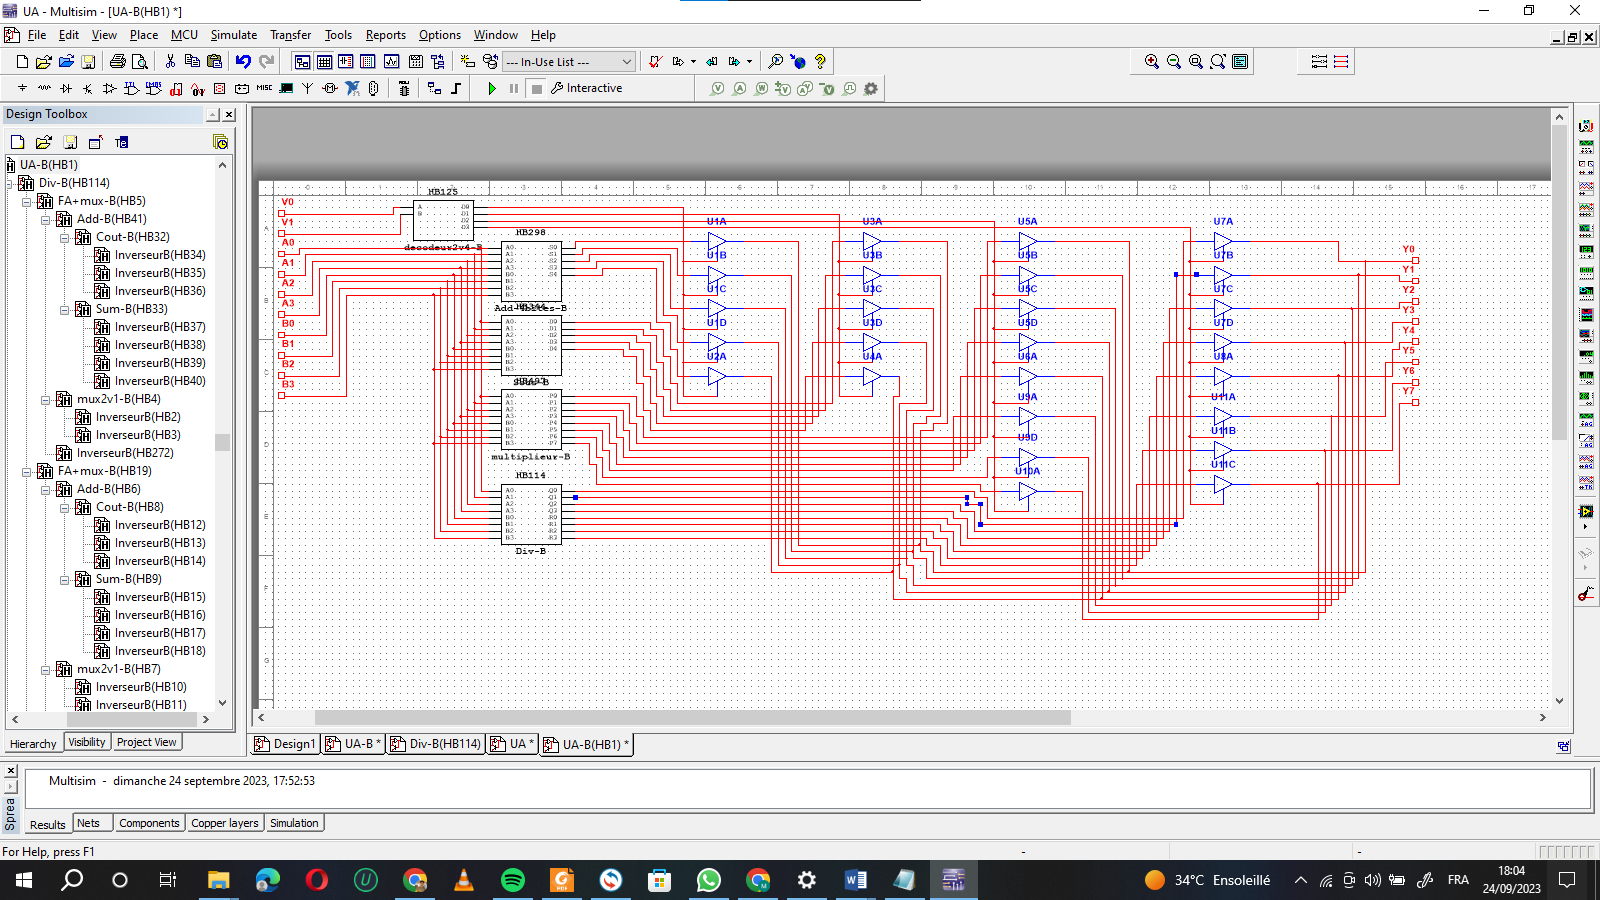 UA - Multisim - [UA-B(HB1) *]
File Edit View Place MCU Simulate Transfer Tools Reports Options Window Help
--- In-Use List ---
MISC
Interactive
Design Toolbox
UA-B(HB1)
Div-B(HB114)
FA+mux-B(HB5)
Add-B(HB41)
Cout-B(HB32)
InverseurB(HB34)
InverseurB(HB35)
InverseurB(HB36)
Sum-B(HB33)
InverseurB(HB37)
InverseurB(HB38)
InverseurB(HB39)
InverseurB(HB40)
mux2v1-B(HB4)
InverseurB(HB2)
InverseurB(HB3)
InverseurB(HB272)
FA+mux-B(HB19)
Add-B(HB6)
Cout-B(HB8)
InverseurB(HB12)
InverseurB(HB13)
InverseurB(HB14)
Sum-B(HB9)
InverseurB(HB15)
InverseurB(HB16)
InverseurB(HB17)
InverseurB(HB18)
mux2v1-B(HB7)
InverseurB(HB10)
InverseurB(HB11)
Hierarchy Visibility Project View
V0
V1
A0
A1
A2
A3
B0
B1
B2
B3
HB125
decodeur2v4-B
HB298
Add-4bites-B
multiplieur-B
HB114
Div-B
U1A
U1B
U1C
U1D
U2A
U3A
U3B
U3C
U3D
U4A
U5A
U5B
U5C
U5D
U6A
U9A
U9D
U10A
U7A
U7B
U7C
U7D
U8A
U11A
U11B
U11C
Y0
Y1
Y2
Y3
Y4
Y5
Y6
Y7
Design1 UA-B * Div-B(HB114) UA * UA-B(HB1) *
Multisim - dimanche 24 septembre 2023, 17:52:53
Sprea
Results Nets Components Copper layers Simulation
For Help, press F1
34°C Ensoleillé
FRA
18:04
24/09/2023